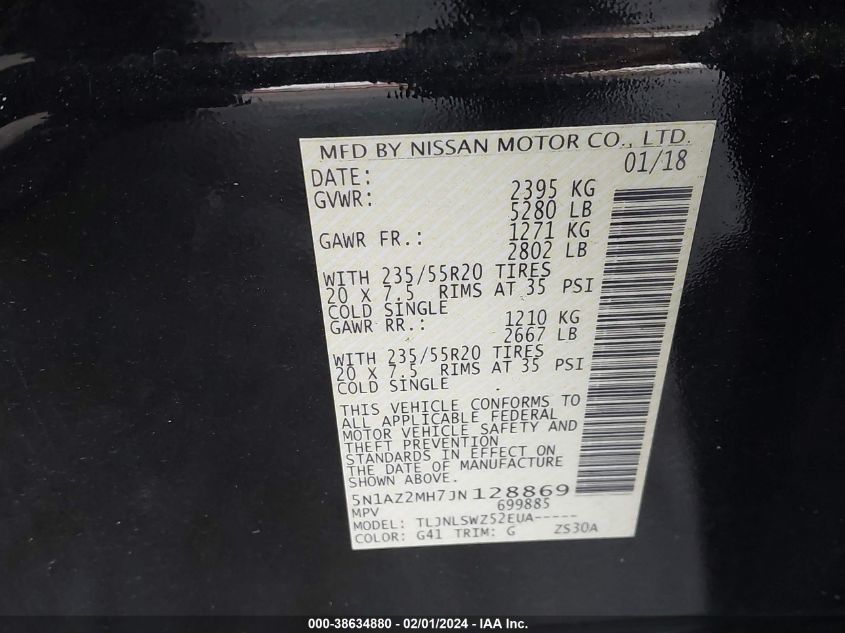 MFD BY NISSAN MOTOR CO., LTD.
DATE: 01/18
GVWR: 2395 KG
5280 LB
GAWR FR.: 1271 KG
2802 LB
WITH 235/55R20 TIRES
20 X 7.5 RIMS AT 35 PSI
COLD SINGLE
GAWR RR.: 1210 KG
2667 LB
WITH 235/55R20 TIRES
20 X 7.5 RIMS AT 35 PSI
COLD SINGLE
THIS VEHICLE CONFORMS TO
ALL APPLICABLE FEDERAL
MOTOR VEHICLE SAFETY AND
THEFT PREVENTION
STANDARDS IN EFFECT ON
THE DATE OF MANUFACTURE
SHOWN ABOVE.
5N1AZ2MH7JN128869
MPV 699885
MODEL: TLJNLSWZ52EUA-----
COLOR: G41 TRIM: G ZS30A
000-38634880 - 02/01/2024 - IAA Inc.